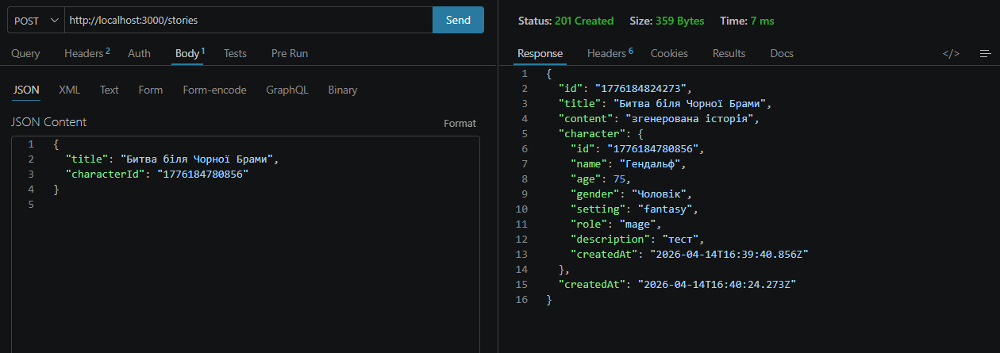 POST http://localhost:3000/stories Send
Query Headers 2 Auth Body 1 Tests Pre Run
JSON XML Text Form Form-encode GraphQL Binary
JSON Content Format
1 {
2 "title": "Битва біля Чорної Брами",
3 "characterId": "1776184780856"
4 }
5
Status: 201 Created Size: 359 Bytes Time: 7 ms
Response Headers 6 Cookies Results Docs </>
1 {
2 "id": "1776184824273",
3 "title": "Битва біля Чорної Брами",
4 "content": "згенерована історія",
5 "character": {
6 "id": "1776184780856",
7 "name": "Гендальф",
8 "age": 75,
9 "gender": "Чоловік",
10 "setting": "fantasy",
11 "role": "mage",
12 "description": "тест",
13 "createdAt": "2026-04-14T16:39:40.856Z"
14 },
15 "createdAt": "2026-04-14T16:40:24.273Z"
16 }